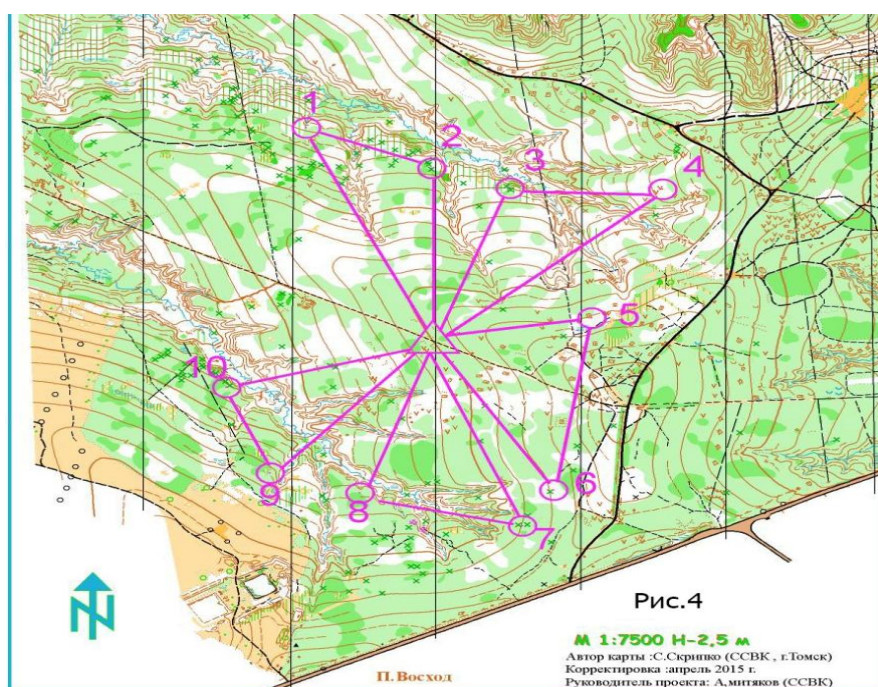 1
2
3
4
5
10
9
8
6
7
N
Рис.4
М 1:7500 Н-2,5 м
Автор карты :С.Скрипко (ССВК , г.Томск)
Корректировка :апрель 2015 г.
Руководитель проекта: А,митяков (ССВК)
П. Восход